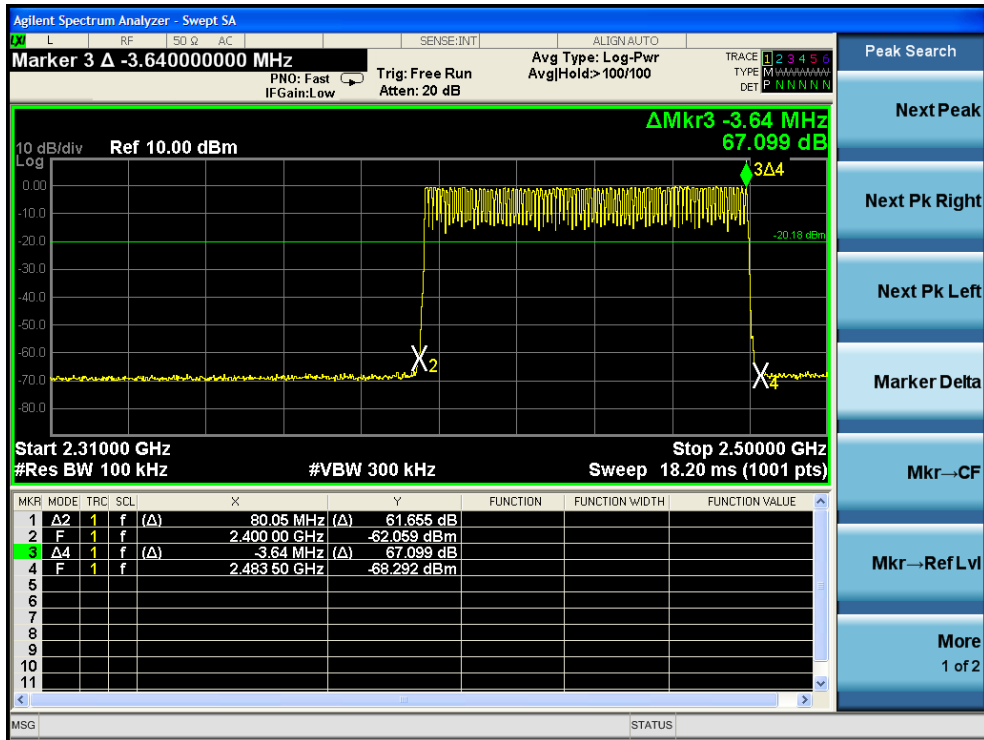 Agilent Spectrum Analyzer - Swept SA
LXI L RF 50 Ω AC SENSE:INT ALIGN AUTO
Marker 3 Δ -3.640000000 MHz
PNO: Fast
IFGain:Low
Trig: Free Run
Atten: 20 dB
Avg Type: Log-Pwr
Avg|Hold:> 100/100
TRACE 1 2 3 4 5 6
TYPE M W W W W W
DET P N N N N N
ΔMkr3 -3.64 MHz
67.099 dB
10 dB/div Ref 10.00 dBm
Log
3Δ4
0.00
-10.0
-20.0
-20.18 dBm
-30.0
-40.0
-50.0
-60.0
2
-70.0
4
-80.0
Start 2.31000 GHz Stop 2.50000 GHz
#Res BW 100 kHz #VBW 300 kHz Sweep 18.20 ms (1001 pts)
MKR MODE TRC SCL X Y FUNCTION FUNCTION WIDTH FUNCTION VALUE
1 Δ2 1 f (Δ) 80.05 MHz (Δ) 61.655 dB
2 F 1 f 2.400 00 GHz -62.059 dBm
3 Δ4 1 f (Δ) -3.64 MHz (Δ) 67.099 dB
4 F 1 f 2.483 50 GHz -68.292 dBm
5
6
7
8
9
10
11
MSG STATUS
Peak Search
Next Peak
Next Pk Right
Next Pk Left
Marker Delta
Mkr→CF
Mkr→Ref Lvl
More
1 of 2